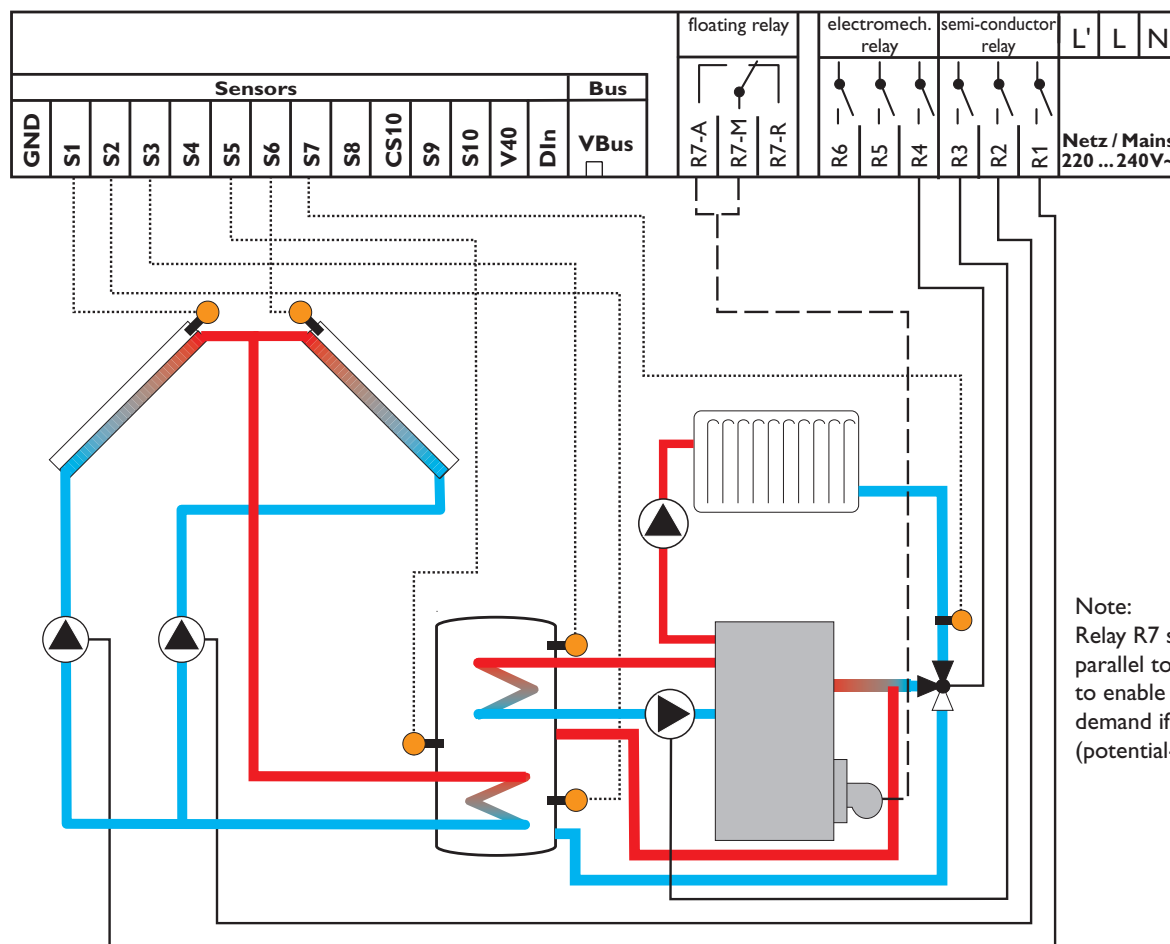 floating relay
electromech. relay
semi-conductor relay
L' L N
Sensors
Bus
GND S1 S2 S3 S4 S5 S6 S7 S8 CS10 S9 S10 V40 DIn VBus
R7-A R7-M R7-R
R6 R5 R4 R3 R2 R1
Netz / Mains
220 ... 240V~
Note:
Relay R7 s
parallel to
to enable
demand if
(potential-